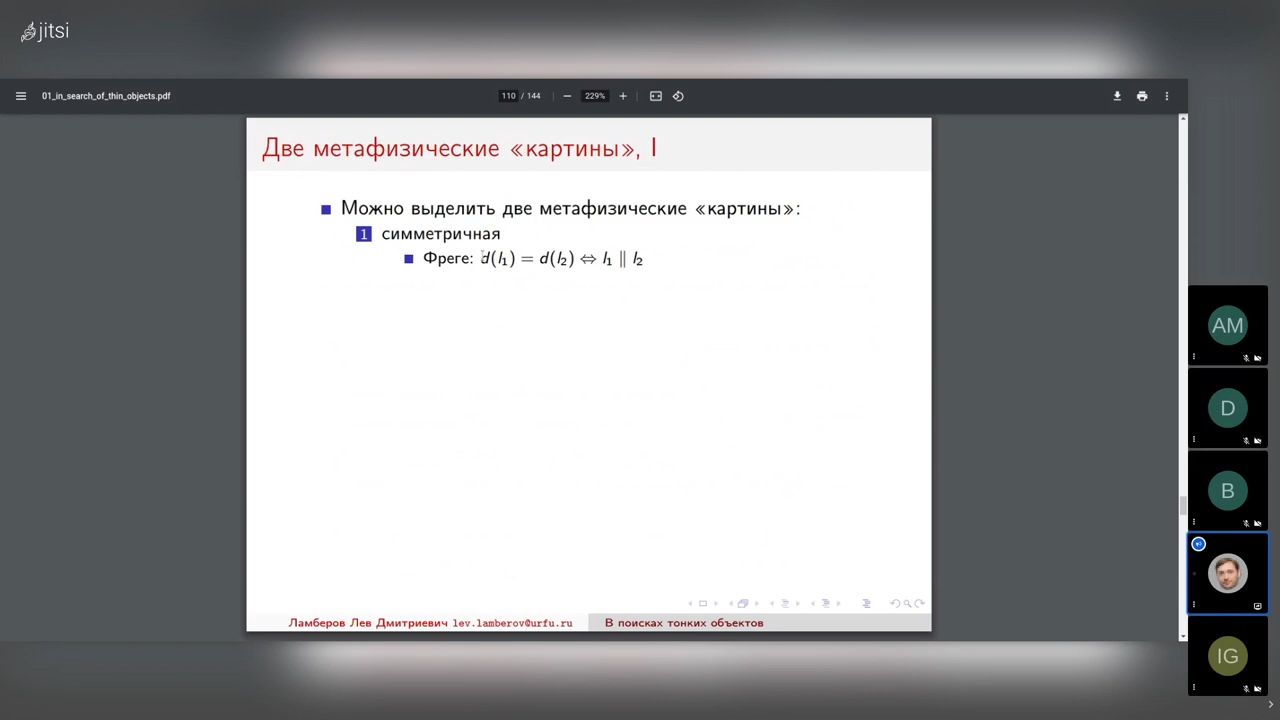 jitsi
01_in_search_of_thin_objects.pdf
110 / 144
229%
Две метафизические «картины», I
Можно выделить две метафизические «картины»:
1 симметричная
Фреге: d(l₁) = d(l₂) ⇔ l₁ ∥ l₂
Ламберов Лев Дмитриевич lev.lamberov@urfu.ru
В поисках тонких объектов
AM
D
B
IG